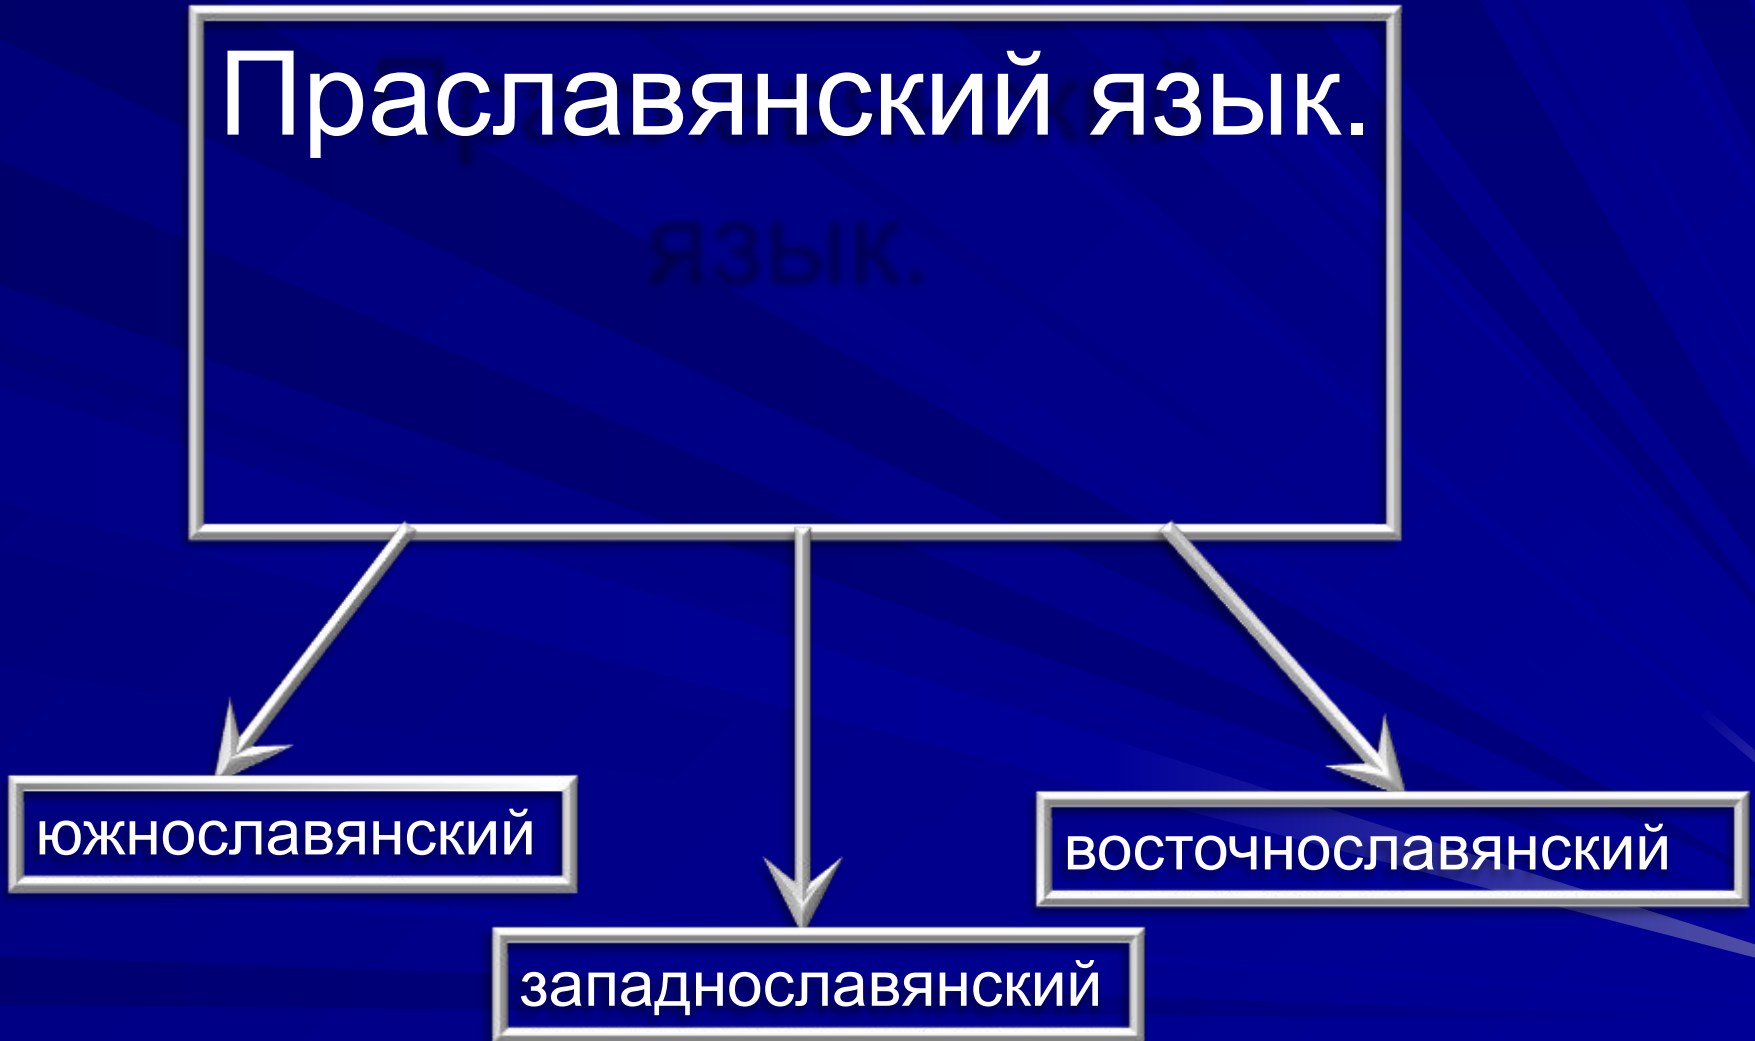 Праславянский язык.
южнославянский
восточнославянский
западнославянский